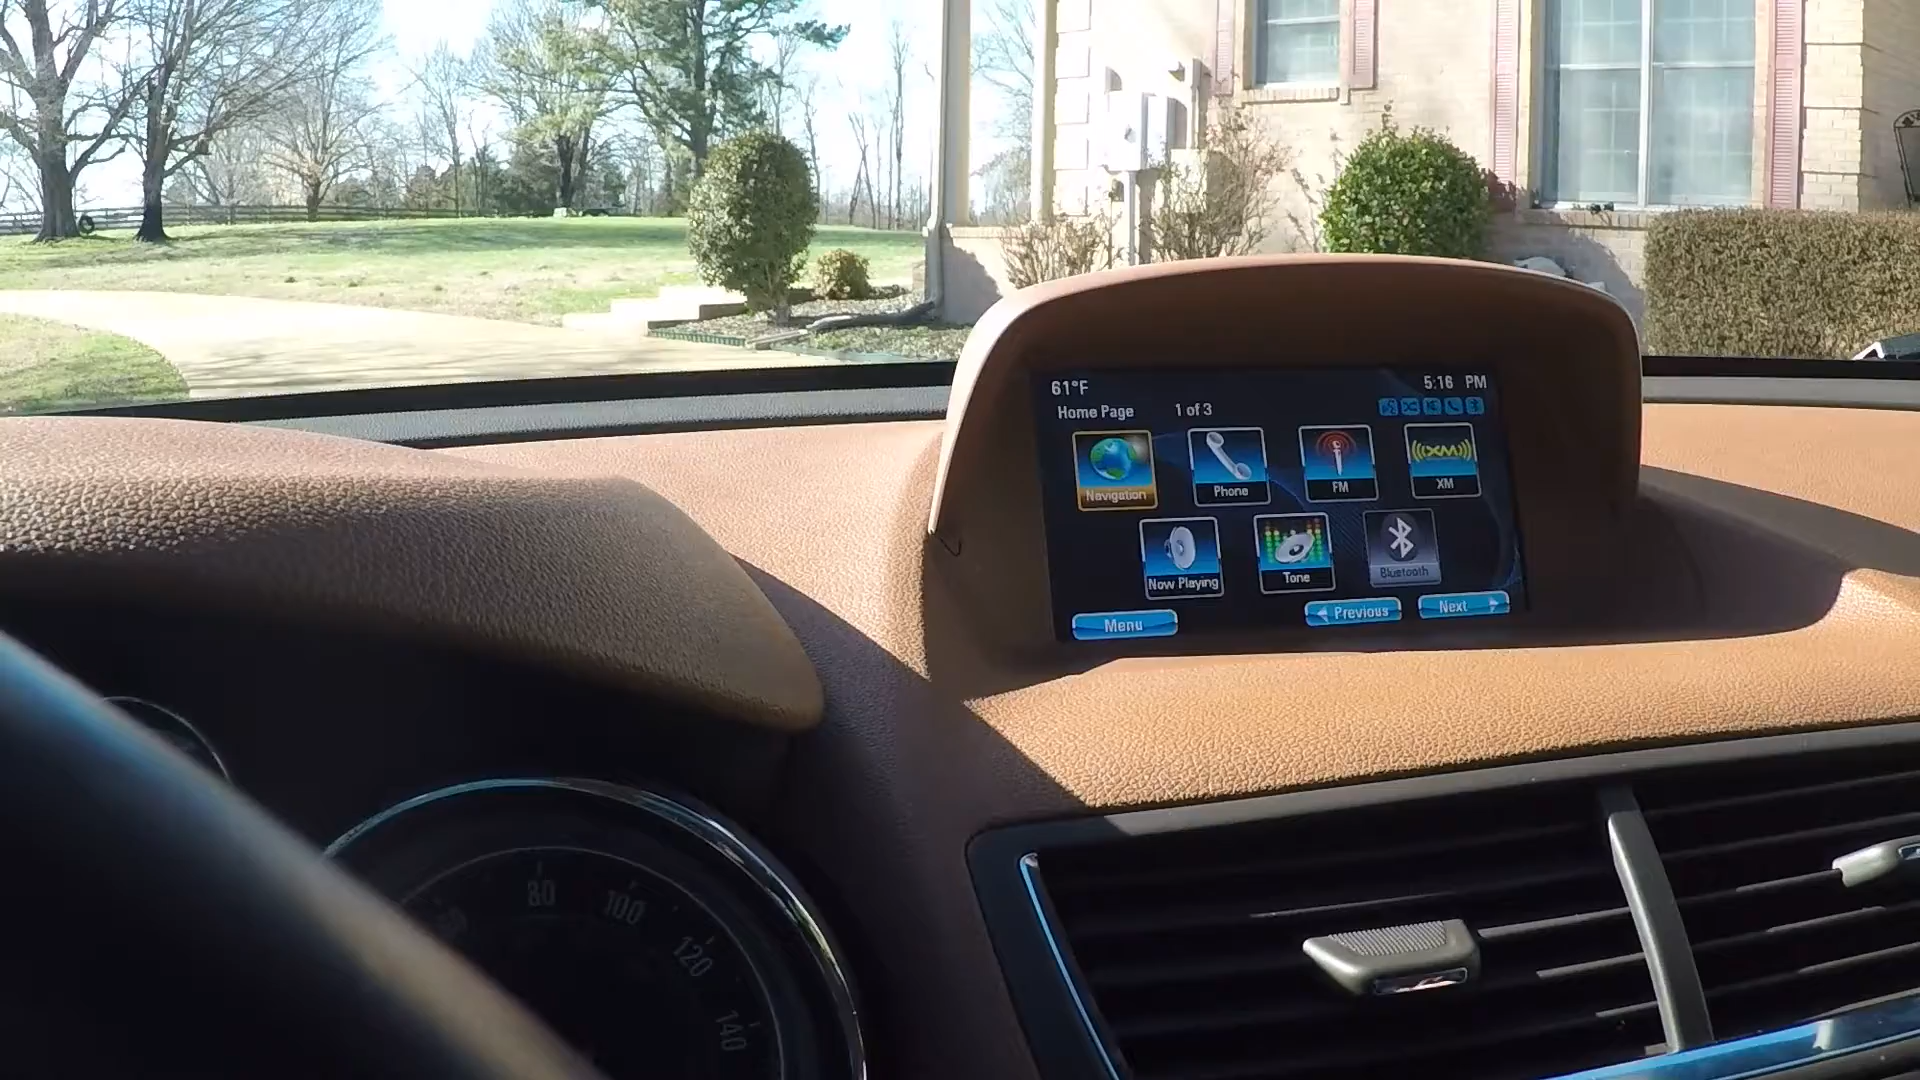 61°F
5:16 PM
Home Page 1 of 3
Navigation
Phone
FM
XM
XM
Now Playing
Tone
Bluetooth
Menu
Previous
Next
80
100
120
140